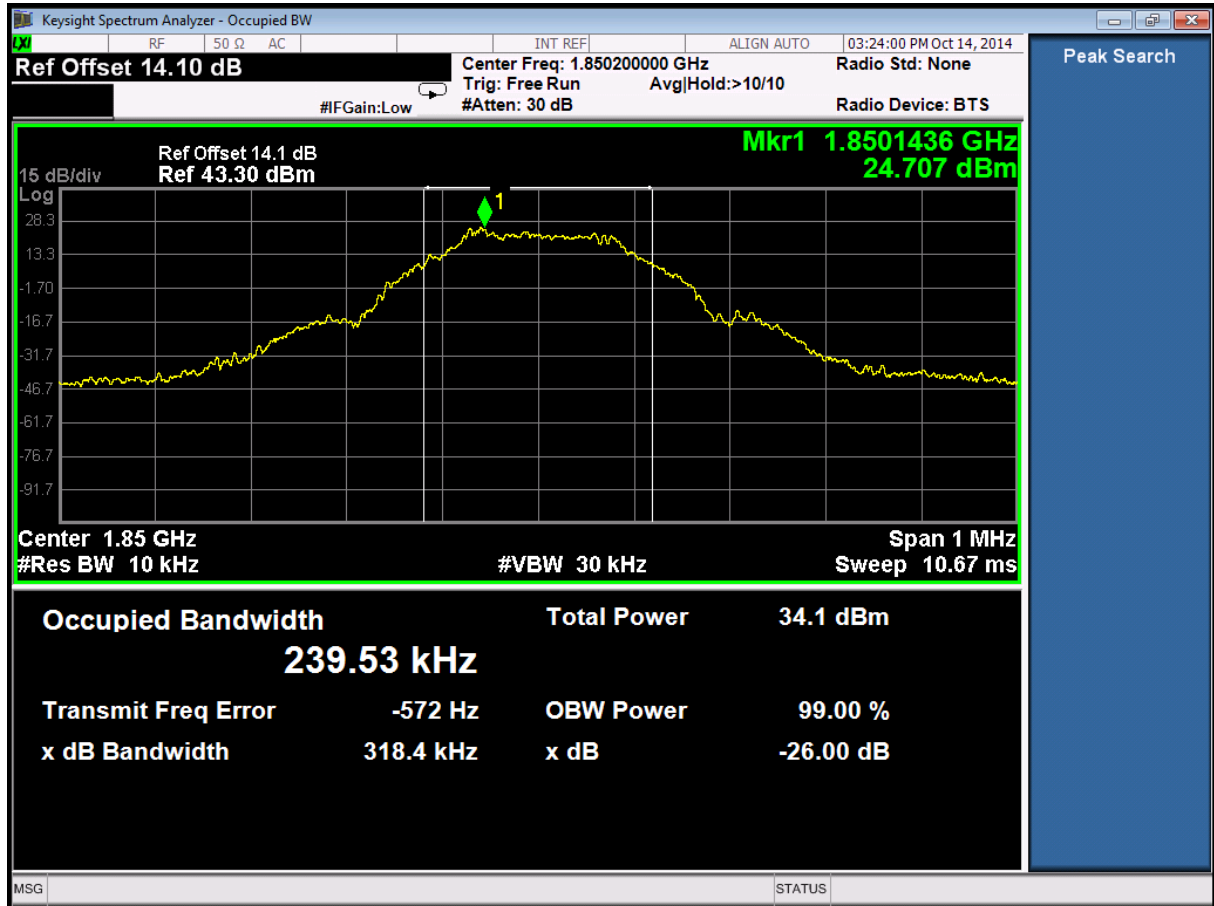 Keysight Spectrum Analyzer - Occupied BW
LXI RF 50 Ω AC INT REF ALIGN AUTO 03:24:00 PM Oct 14, 2014
Ref Offset 14.10 dB Center Freq: 1.850200000 GHz Radio Std: None
Trig: Free Run Avg|Hold:>10/10
#IFGain:Low #Atten: 30 dB Radio Device: BTS
Peak Search
Mkr1 1.8501436 GHz
Ref Offset 14.1 dB
15 dB/div Ref 43.30 dBm 24.707 dBm
Log
1
28.3
13.3
-1.70
-16.7
-31.7
-46.7
-61.7
-76.7
-91.7
Center 1.85 GHz Span 1 MHz
#Res BW 10 kHz #VBW 30 kHz Sweep 10.67 ms
Occupied Bandwidth Total Power 34.1 dBm
239.53 kHz
Transmit Freq Error -572 Hz OBW Power 99.00 %
x dB Bandwidth 318.4 kHz x dB -26.00 dB
MSG STATUS